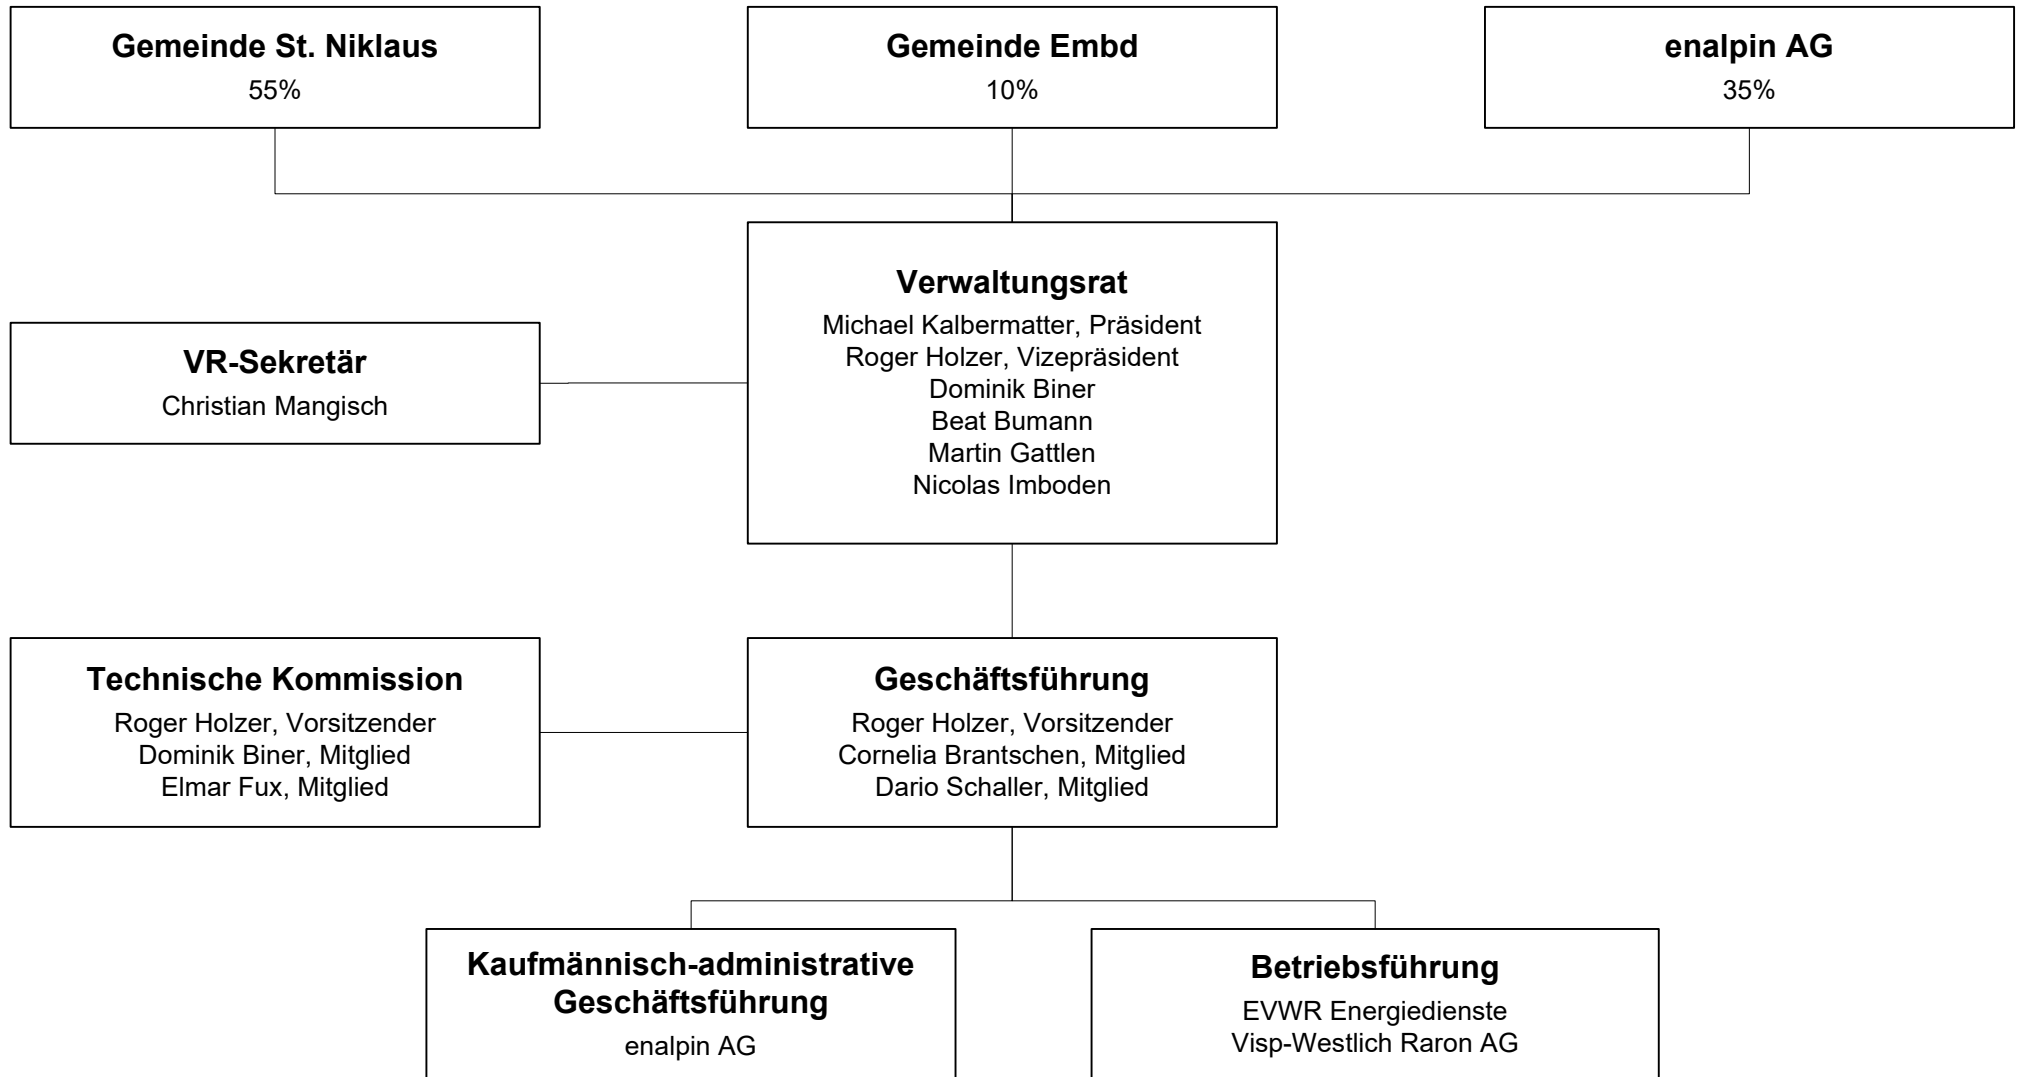 Gemeinde St. Niklaus
55%
Gemeinde Embd
10%
enalpin AG
35%
Verwaltungsrat
Michael Kalbermatter, Präsident
Roger Holzer, Vizepräsident
Dominik Biner
Beat Bumann
Martin Gattlen
Nicolas Imboden
VR-Sekretär
Christian Mangisch
Technische Kommission
Roger Holzer, Vorsitzender
Dominik Biner, Mitglied
Elmar Fux, Mitglied
Geschäftsführung
Roger Holzer, Vorsitzender
Cornelia Brantschen, Mitglied
Dario Schaller, Mitglied
Kaufmännisch-administrative
Geschäftsführung
enalpin AG
Betriebsführung
EVWR Energiedienste
Visp-Westlich Raron AG